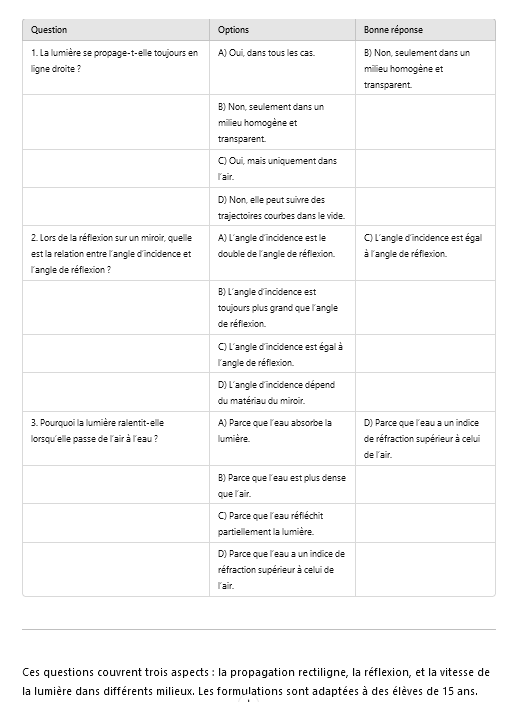 Question Options Bonne réponse
1. La lumière se propage-t-elle toujours en A) Oui, dans tous les cas. B) Non, seulement dans un
ligne droite ? milieu homogène et
transparent.
B) Non, seulement dans un
milieu homogène et
transparent.
C) Oui, mais uniquement dans
l'air.
D) Non, elle peut suivre des
trajectoires courbes dans le vide.
2. Lors de la réflexion sur un miroir, quelle A) L'angle d'incidence est le C) L'angle d'incidence est égal
est la relation entre l'angle d'incidence et double de l'angle de réflexion. à l'angle de réflexion.
l'angle de réflexion ?
B) L'angle d'incidence est
toujours plus grand que l'angle
de réflexion.
C) L'angle d'incidence est égal à
l'angle de réflexion.
D) L'angle d'incidence dépend
du matériau du miroir.
3. Pourquoi la lumière ralentit-elle A) Parce que l'eau absorbe la D) Parce que l'eau a un indice
lorsqu'elle passe de l'air à l'eau ? lumière. de réfraction supérieur à celui
de l'air.
B) Parce que l'eau est plus dense
que l'air.
C) Parce que l'eau réfléchit
partiellement la lumière.
D) Parce que l'eau a un indice de
réfraction supérieur à celui de
l'air.
Ces questions couvrent trois aspects : la propagation rectiligne, la réflexion, et la vitesse de
la lumière dans différents milieux. Les formulations sont adaptées à des élèves de 15 ans.